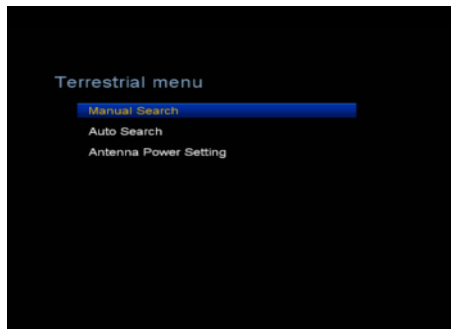 Terrestrial menu
Manual Search
Auto Search
Antenna Power Setting